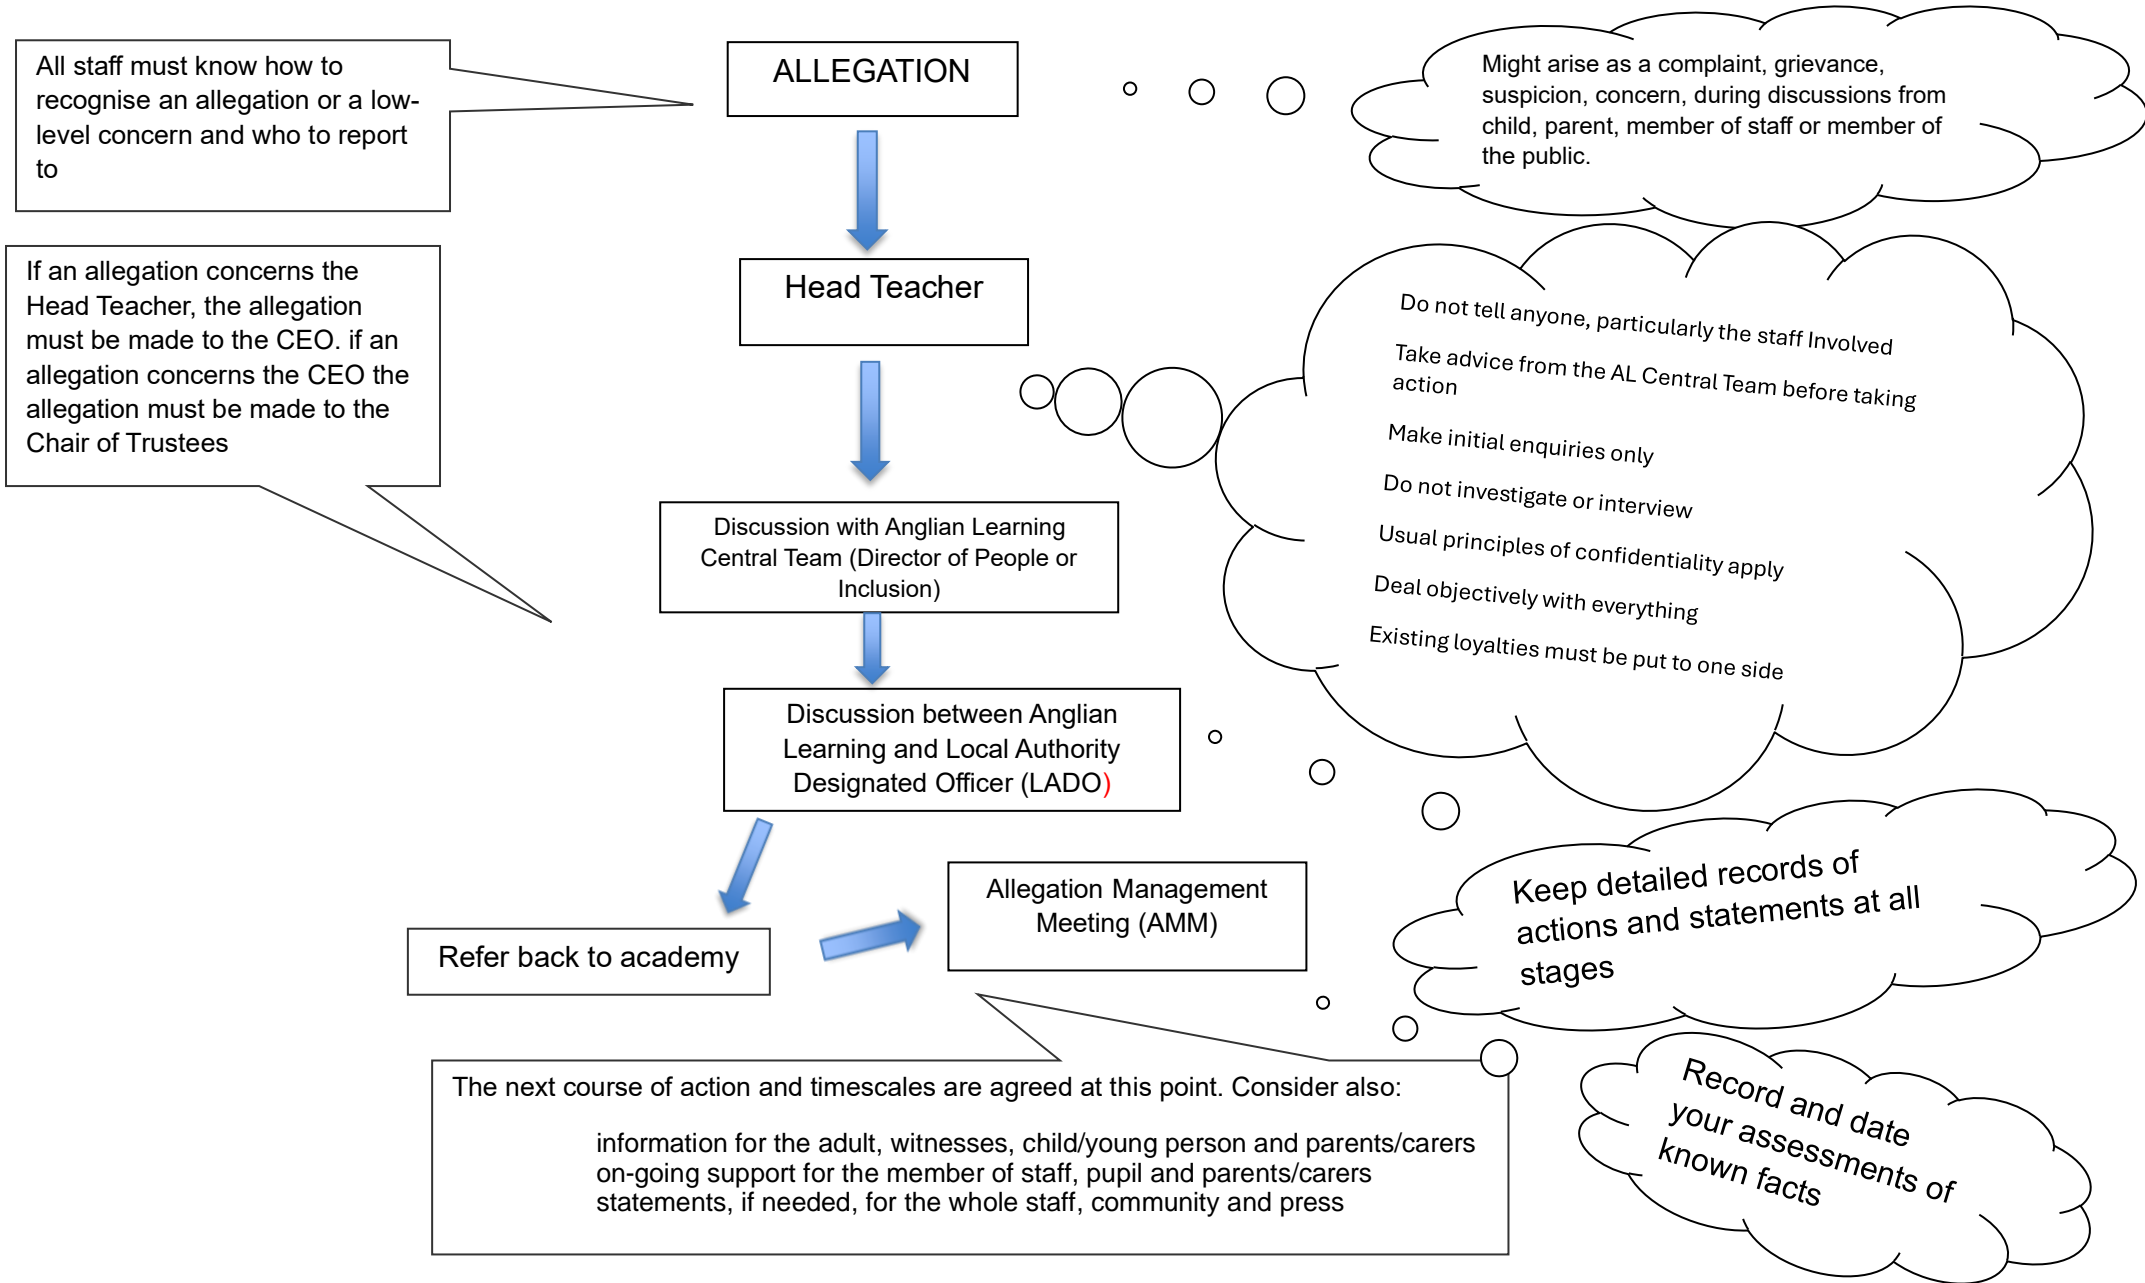 All staff must know how to
recognise an allegation or a low-
level concern and who to report
to
ALLEGATION
Might arise as a complaint, grievance,
suspicion, concern, during discussions from
child, parent, member of staff or member of
the public.
If an allegation concerns the
Head Teacher, the allegation
must be made to the CEO. if an
allegation concerns the CEO the
allegation must be made to the
Chair of Trustees
Head Teacher
Do not tell anyone, particularly the staff Involved
Take advice from the AL Central Team before taking
action
Make initial enquiries only
Do not investigate or interview
Usual principles of confidentiality apply
Deal objectively with everything
Existing loyalties must be put to one side
Discussion with Anglian Learning
Central Team (Director of People or
Inclusion)
Discussion between Anglian
Learning and Local Authority
Designated Officer (LADO)
Keep detailed records of
actions and statements at all
stages
Refer back to academy
Allegation Management
Meeting (AMM)
The next course of action and timescales are agreed at this point. Consider also:
information for the adult, witnesses, child/young person and parents/carers
on-going support for the member of staff, pupil and parents/carers
statements, if needed, for the whole staff, community and press
Record and date
your assessments of
known facts